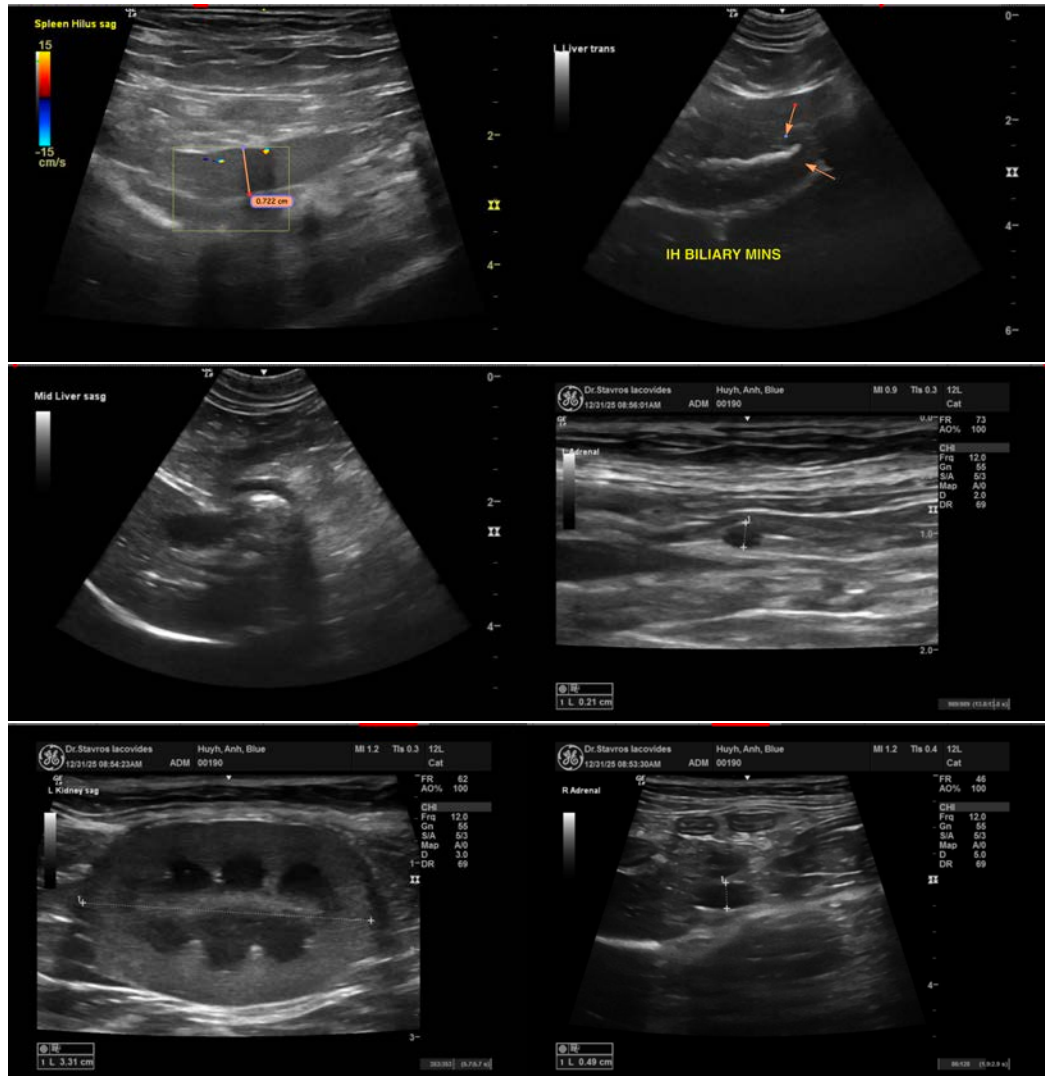 Spleen Hilus sag
15
-15
cm/s
0.722 cm
2
4
L Liver trans
0
2
4
6
IH BILIARY MINS
Mid Liver sasg
0
2
4
Dr.Stavros Iacovides Huyh, Anh, Blue MI 0.9 TIs 0.3 12L
12/31/25 08:56:01AM ADM 00190 Cat
FR 73
AO% 100
CHI
Frq 12.0
Gn 55
S/A 5/3
Map A/0
D 2.0
DR 69
Adrenal
1
1.0
2.0
1 L 0.21 cm
Dr.Stavros Iacovides Huyh, Anh, Blue MI 1.2 TIs 0.3 12L
12/31/25 08:54:23AM ADM 00190 Cat
L Kidney sag
FR 62
AO% 100
CHI
Frq 12.0
Gn 55
S/A 5/3
Map A/0
D 3.0
DR 69
1
3
1 L 3.31 cm
Dr.Stavros Iacovides Huyh, Anh, Blue MI 1.2 TIs 0.4 12L
12/31/25 08:53:30AM ADM 00190 Cat
R Adrenal
FR 46
AO% 100
CHI
Frq 12.0
Gn 55
S/A 5/3
Map A/0
D 5.0
DR 69
4
1 L 0.49 cm